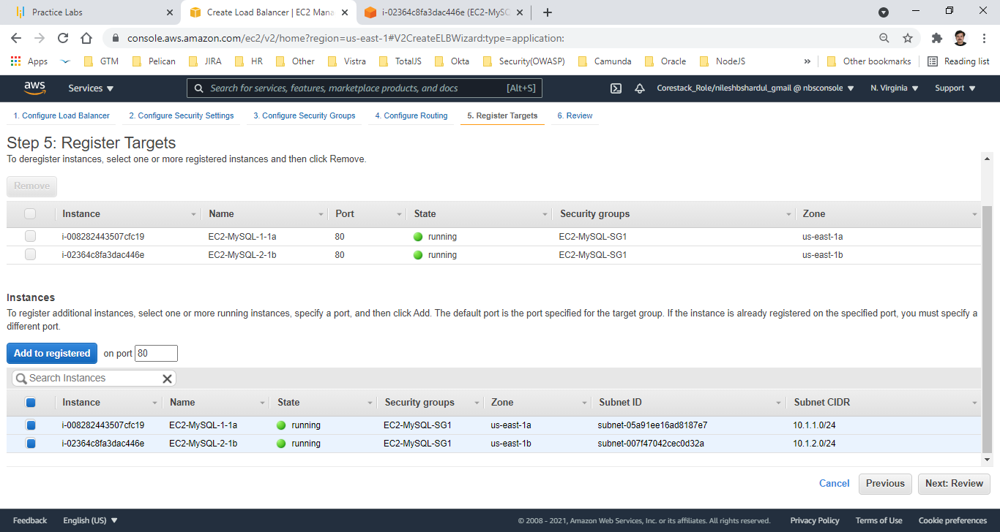 Practice Labs
Create Load Balancer | EC2 Mana
i-02364c8fa3dac446e (EC2-MySQ
console.aws.amazon.com/ec2/v2/home?region=us-east-1#V2CreateELBWizard:type=application:
Apps GTM Pelican JIRA HR Other Vistra TotalJS Okta Security(OWASP) Camunda Oracle NodeJS » Other bookmarks Reading list
aws Services Search for services, features, marketplace products, and docs [Alt+S] Corestack_Role/nileshbshardul_gmail @ nbsconsole N. Virginia Support
1. Configure Load Balancer 2. Configure Security Settings 3. Configure Security Groups 4. Configure Routing 5. Register Targets 6. Review
Step 5: Register Targets
To deregister instances, select one or more registered instances and then click Remove.
Remove
Instance Name Port State Security groups Zone
i-008282443507cfc19 EC2-MySQL-1-1a 80 running EC2-MySQL-SG1 us-east-1a
i-02364c8fa3dac446e EC2-MySQL-2-1b 80 running EC2-MySQL-SG1 us-east-1b
Instances
To register additional instances, select one or more running instances, specify a port, and then click Add. The default port is the port specified for the target group. If the instance is already registered on the specified port, you must specify a
different port.
Add to registered on port 80
Search Instances
Instance Name State Security groups Zone Subnet ID Subnet CIDR
i-008282443507cfc19 EC2-MySQL-1-1a running EC2-MySQL-SG1 us-east-1a subnet-05a91ee16ad8187e7 10.1.1.0/24
i-02364c8fa3dac446e EC2-MySQL-2-1b running EC2-MySQL-SG1 us-east-1b subnet-007f47042cec0d32a 10.1.2.0/24
Cancel Previous Next: Review
Feedback English (US) © 2008 - 2021, Amazon Web Services, Inc. or its affiliates. All rights reserved. Privacy Policy Terms of Use Cookie preferences